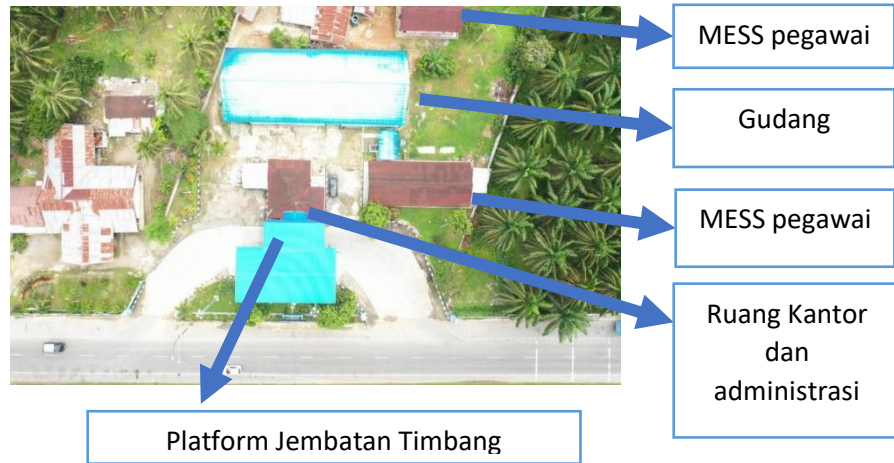 MESS pegawai
Gudang
MESS pegawai
Ruang Kantor
dan
administrasi
Platform Jembatan Timbang